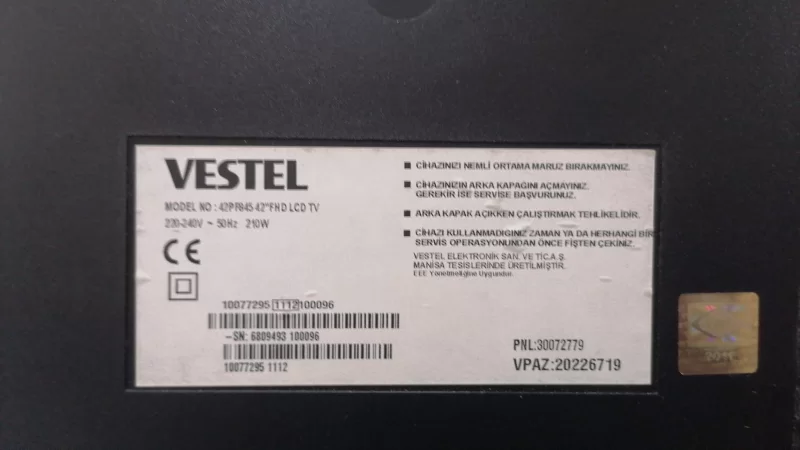 VESTEL
MODEL NO : 42PF845 42"FHD LCD TV
220-240V ~ 50Hz 210W
CE
10077295 1112 100096
-SN: 6809493 100096
10077295 1112
■ CİHAZINIZI NEMLİ ORTAMA MARUZ BIRAKMAYINIZ.
■ CİHAZINIZIN ARKA KAPAĞINI AÇMAYINIZ.
GEREKİR İSE SERVİSE BAŞVURUNUZ.
■ ARKA KAPAK AÇIKKEN ÇALIŞTIRMAK TEHLİKELİDİR.
■ CİHAZI KULLANMADIĞINIZ ZAMAN YA DA HERHANGİ BİR
SERVİS OPERASYONUNDAN ÖNCE FİŞTEN ÇEKİNİZ.
VESTEL ELEKTRONİK SAN. VE TİC.A.Ş.
MANİSA TESİSLERİNDE ÜRETİLMİŞTİR.
EEE Yönetmeliğine Uygundur.
PNL:30072779
VPAZ:20226719
2011